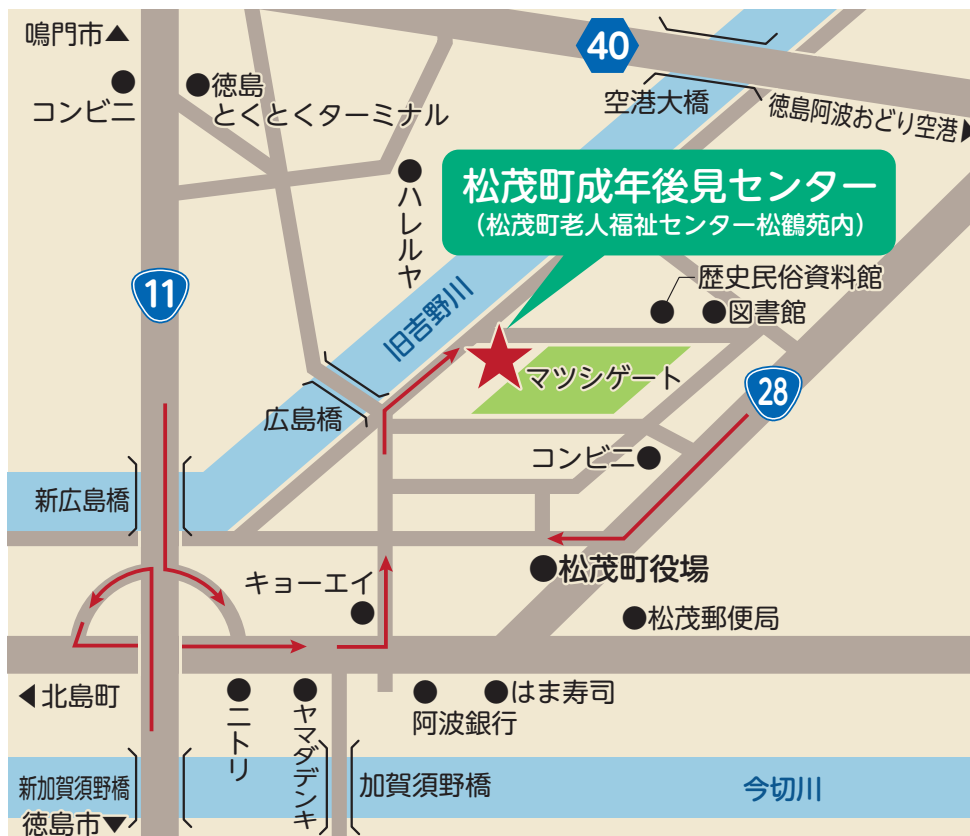 鳴門市▲
コンビニ
徳島
とくとくターミナル
40
空港大橋
徳島阿波おどり空港▶
ハレルヤ
松茂町成年後見センター
(松茂町老人福祉センター松鶴苑内)
歴史民俗資料館
図書館
11
旧吉野川
マツシゲート
28
広島橋
コンビニ
新広島橋
松茂町役場
キョーエイ
松茂郵便局
◀北島町
ニトリ
ヤマダデンキ
はま寿司
阿波銀行
新加賀須野橋
加賀須野橋
今切川
徳島市▼